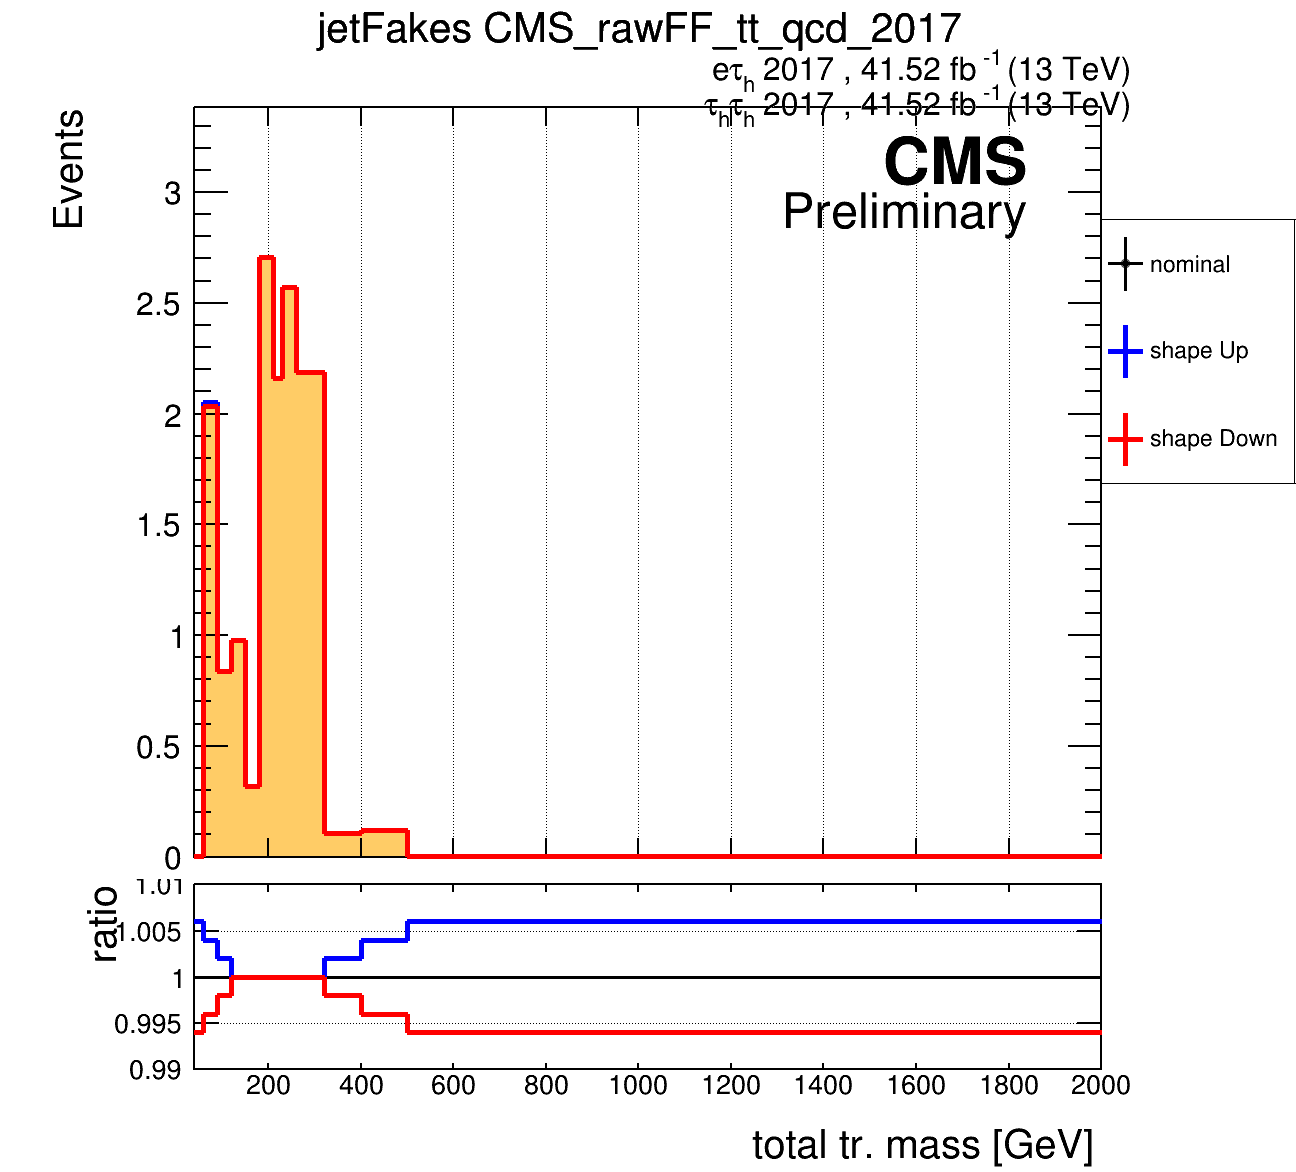 jetFakes CMS_rawFF_tt_qcd_2017
eτh 2017 , 41.52 fb-1 (13 TeV)
τhτh 2017 , 41.52 fb-1 (13 TeV)
CMS
Preliminary
Events
3
2.5
2
1.5
1
0.5
0
nominal
shape Up
shape Down
ratio
1.01
1.005
1
0.995
0.99
200 400 600 800 1000 1200 1400 1600 1800 2000
total tr. mass [GeV]